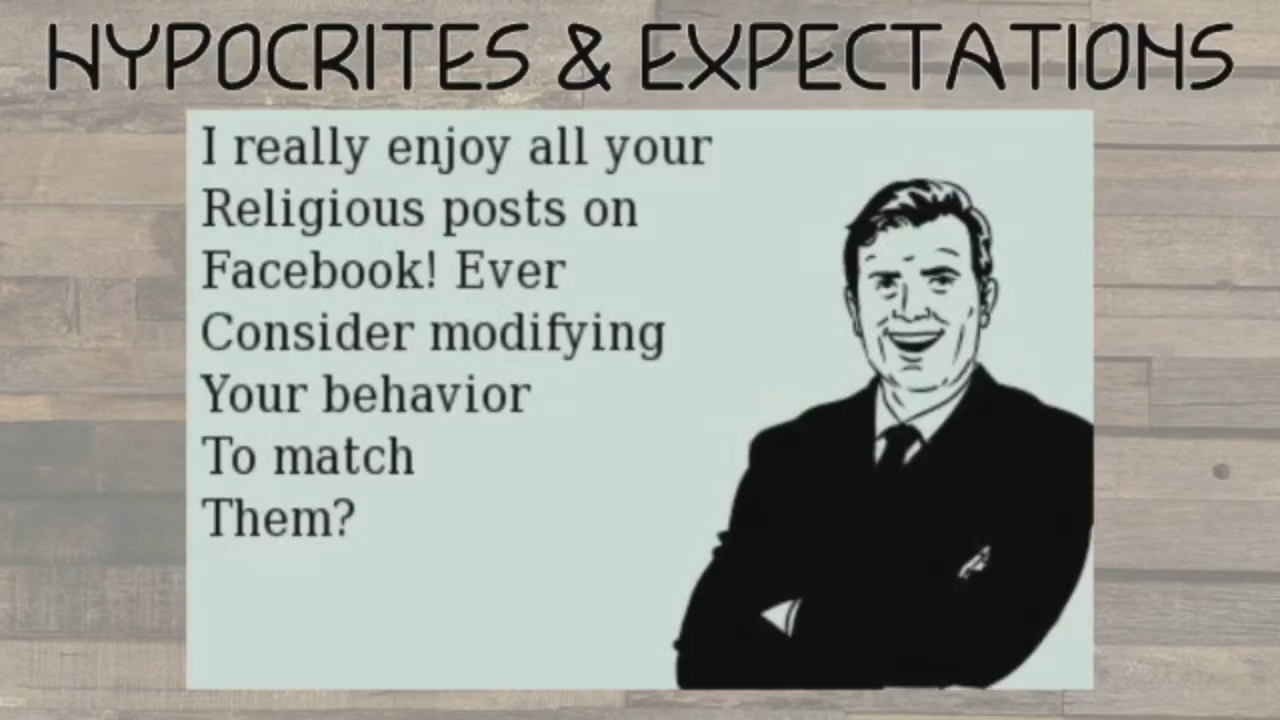 HYPOCRITES & EXPECTATIONS
I really enjoy all your
Religious posts on
Facebook! Ever
Consider modifying
Your behavior
To match
Them?